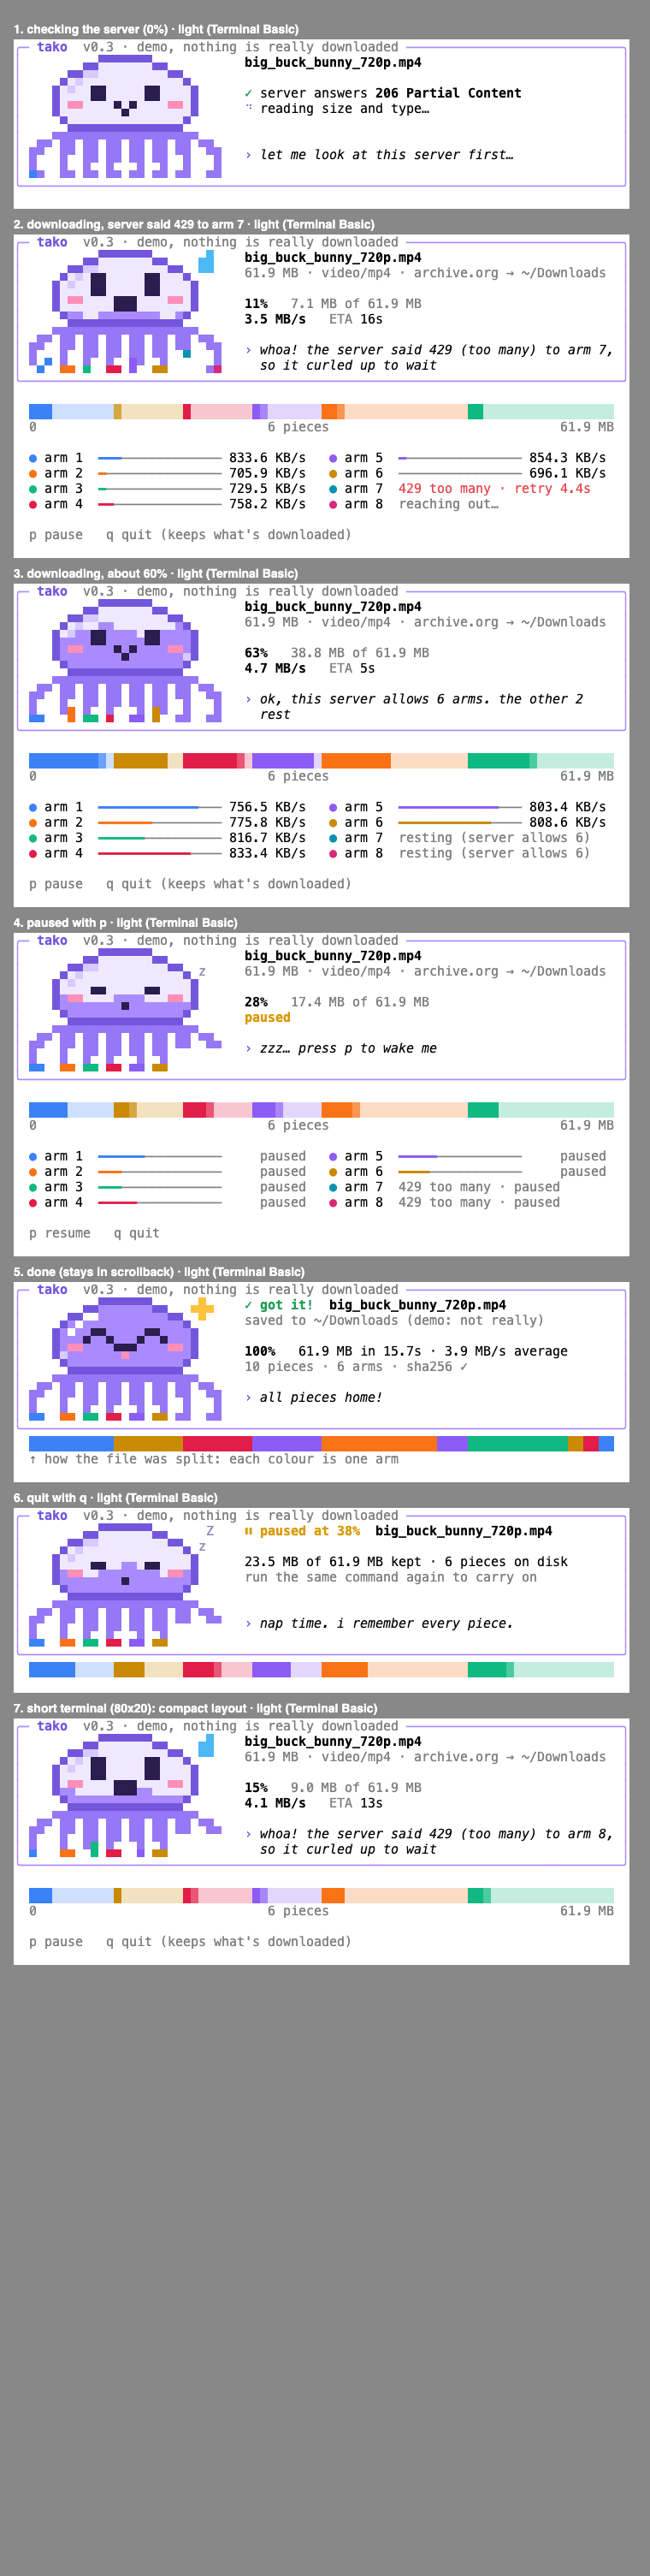 1. checking the server (0%) · light (Terminal Basic)
tako v0.3 · demo, nothing is really downloaded
big_buck_bunny_720p.mp4
✓ server answers 206 Partial Content
reading size and type…
› let me look at this server first…
2. downloading, server said 429 to arm 7 · light (Terminal Basic)
tako v0.3 · demo, nothing is really downloaded
big_buck_bunny_720p.mp4
61.9 MB · video/mp4 · archive.org → ~/Downloads
11% 7.1 MB of 61.9 MB
3.5 MB/s ETA 16s
› whoa! the server said 429 (too many) to arm 7,
so it curled up to wait
0 6 pieces 61.9 MB
● arm 1 833.6 KB/s ● arm 5 854.3 KB/s
● arm 2 705.9 KB/s ● arm 6 696.1 KB/s
● arm 3 729.5 KB/s ● arm 7 429 too many · retry 4.4s
● arm 4 758.2 KB/s ● arm 8 reaching out…
p pause q quit (keeps what's downloaded)
3. downloading, about 60% · light (Terminal Basic)
tako v0.3 · demo, nothing is really downloaded
big_buck_bunny_720p.mp4
61.9 MB · video/mp4 · archive.org → ~/Downloads
63% 38.8 MB of 61.9 MB
4.7 MB/s ETA 5s
› ok, this server allows 6 arms. the other 2
rest
0 6 pieces 61.9 MB
● arm 1 756.5 KB/s ● arm 5 803.4 KB/s
● arm 2 775.8 KB/s ● arm 6 808.6 KB/s
● arm 3 816.7 KB/s ● arm 7 resting (server allows 6)
● arm 4 833.4 KB/s ● arm 8 resting (server allows 6)
p pause q quit (keeps what's downloaded)
4. paused with p · light (Terminal Basic)
tako v0.3 · demo, nothing is really downloaded
big_buck_bunny_720p.mp4
z 61.9 MB · video/mp4 · archive.org → ~/Downloads
28% 17.4 MB of 61.9 MB
paused
› zzz… press p to wake me
0 6 pieces 61.9 MB
● arm 1 paused ● arm 5 paused
● arm 2 paused ● arm 6 paused
● arm 3 paused ● arm 7 429 too many · paused
● arm 4 paused ● arm 8 429 too many · paused
p resume q quit
5. done (stays in scrollback) · light (Terminal Basic)
tako v0.3 · demo, nothing is really downloaded
✓ got it! big_buck_bunny_720p.mp4
saved to ~/Downloads (demo: not really)
100% 61.9 MB in 15.7s · 3.9 MB/s average
10 pieces · 6 arms · sha256 ✓
› all pieces home!
↑ how the file was split: each colour is one arm
6. quit with q · light (Terminal Basic)
tako v0.3 · demo, nothing is really downloaded
Z ⏸ paused at 38% big_buck_bunny_720p.mp4
z
23.5 MB of 61.9 MB kept · 6 pieces on disk
run the same command again to carry on
› nap time. i remember every piece.
7. short terminal (80x20): compact layout · light (Terminal Basic)
tako v0.3 · demo, nothing is really downloaded
big_buck_bunny_720p.mp4
61.9 MB · video/mp4 · archive.org → ~/Downloads
15% 9.0 MB of 61.9 MB
4.1 MB/s ETA 13s
› whoa! the server said 429 (too many) to arm 8,
so it curled up to wait
0 6 pieces 61.9 MB
p pause q quit (keeps what's downloaded)